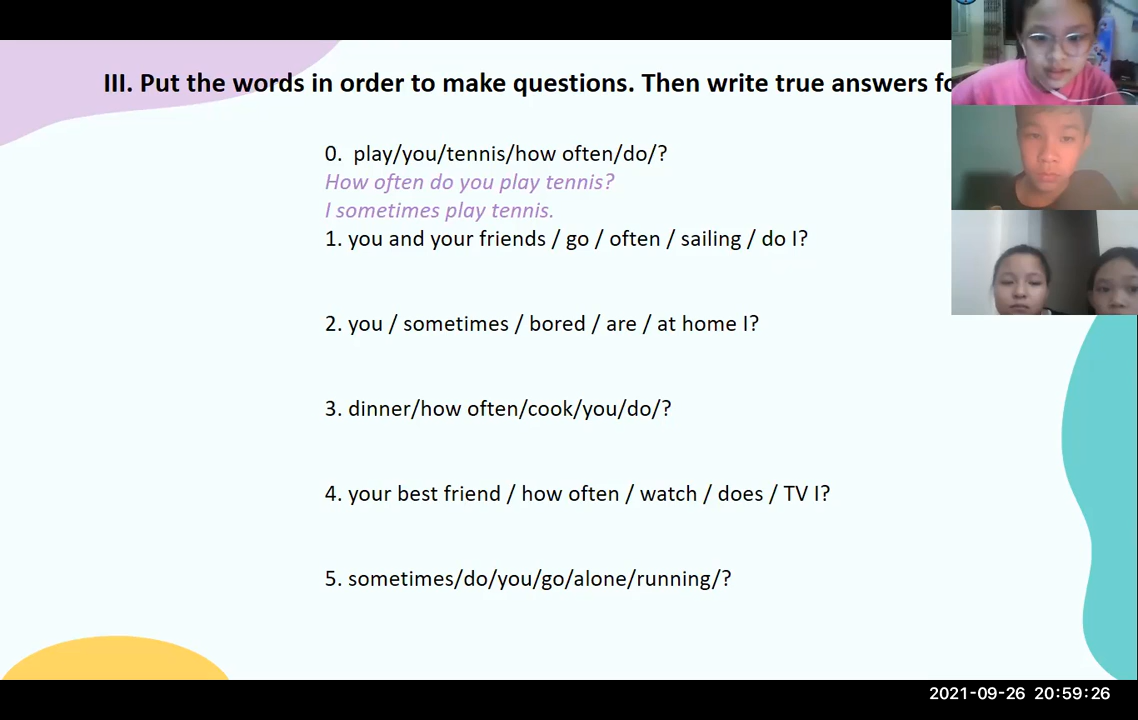 III. Put the words in order to make questions. Then write true answers
0. play/you/tennis/how often/do/?
How often do you play tennis?
I sometimes play tennis.
1. you and your friends / go / often / sailing / do I?
2. you / sometimes / bored / are / at home I?
3. dinner/how often/cook/you/do/?
4. your best friend / how often / watch / does / TV I?
5. sometimes/do/you/go/alone/running/?
2021-09-26 20:59:26